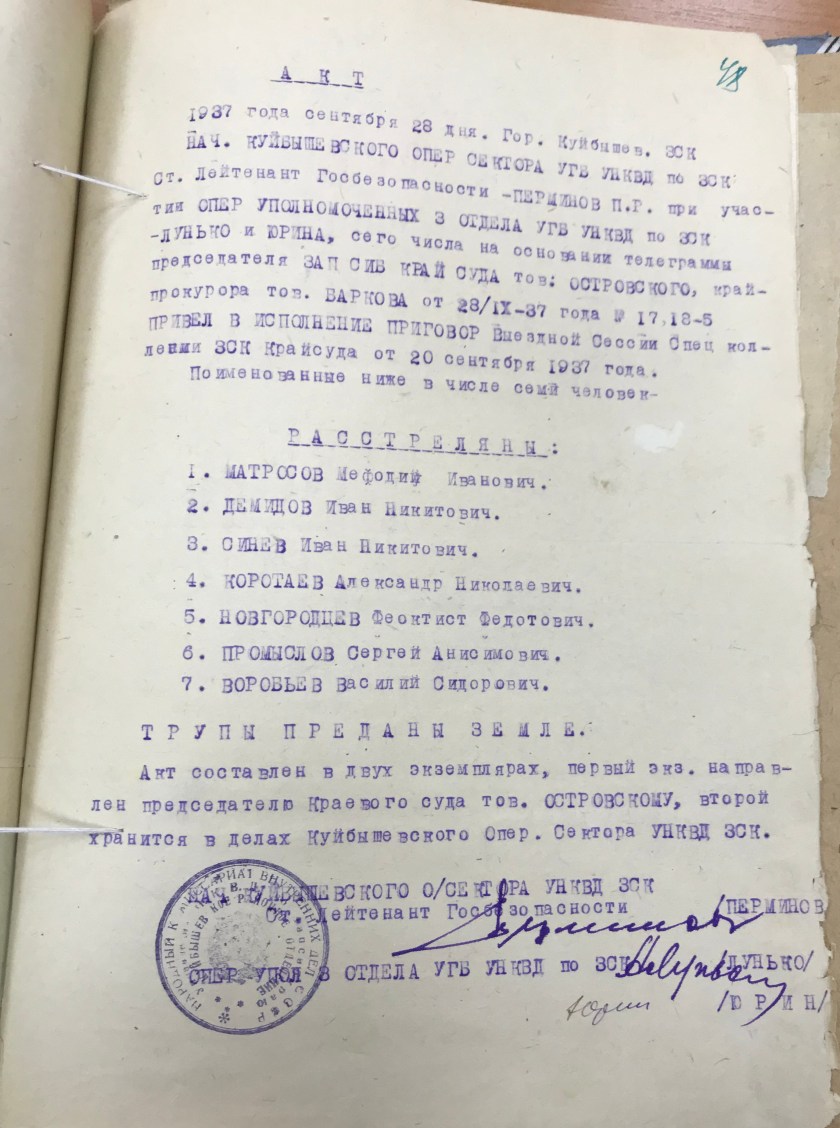 48
А К Т
1937 года сентября 28 дня. Гор. Куйбышев. ЗСК
НАЧ. КУЙБЫШЕВСКОГО ОПЕР СЕКТОРА УГБ УНКВД по ЗСК
Ст. Лейтенант Госбезопасности -ПЕРМИНОВ П.Р. при учас-
тии ОПЕР УПОЛНОМОЧЕННЫХ 3 ОТДЕЛА УГБ УНКВД по ЗСК
-ЛУНЬКО и ЮРИНА, сего числа на основании телеграммы
председателя ЗАП СИБ КРАЙ СУДА тов: ОСТРОВСКОГО, край-
прокурора тов. БАРКОВА от 28/IX-37 года № 17,18-5
ПРИВЕЛ В ИСПОЛНЕНИЕ ПРИГОВОР Выездной Сессии Спец кол-
легии ЗСК Крайсуда от 20 сентября 1937 года.
Поименованные ниже в числе семи человек-
Р А С С Т Р Е Л Я Н Ы :
1. МАТРОСОВ Мефодий Иванович.
2. ДЕМИДОВ Иван Никитович.
3. СИНЕВ Иван Никитович.
4. КОРОТАЕВ Александр Николаевич.
5. НОВГОРОДЦЕВ Феоктист Федотович.
6. ПРОМЫСЛОВ Сергей Анисимович.
7. ВОРОБЬЕВ Василий Сидорович.
Т Р У П Ы П Р Е Д А Н Ы З Е М Л Е.
Акт составлен в двух экземплярах, первый экз. направ-
лен председателю Краевого суда тов. ОСТРОВСКОМУ, второй
хранится в делах Куйбышевского Опер. Сектора УНКВД ЗСК.
НАЧ КУЙБЫШЕВСКОГО О/СЕКТОРА УНКВД ЗСК
СТ. Лейтенант Госбезопасности /ПЕРМИНОВ
ОПЕР УПОЛ 3 ОТДЕЛА УГБ УНКВД по ЗСК /ЛУНЬКО/
Юрин /Ю Р И Н/
НАРОДНЫЙ КОМИССАРИАТ ВНУТРЕННИХ ДЕЛ С С Р